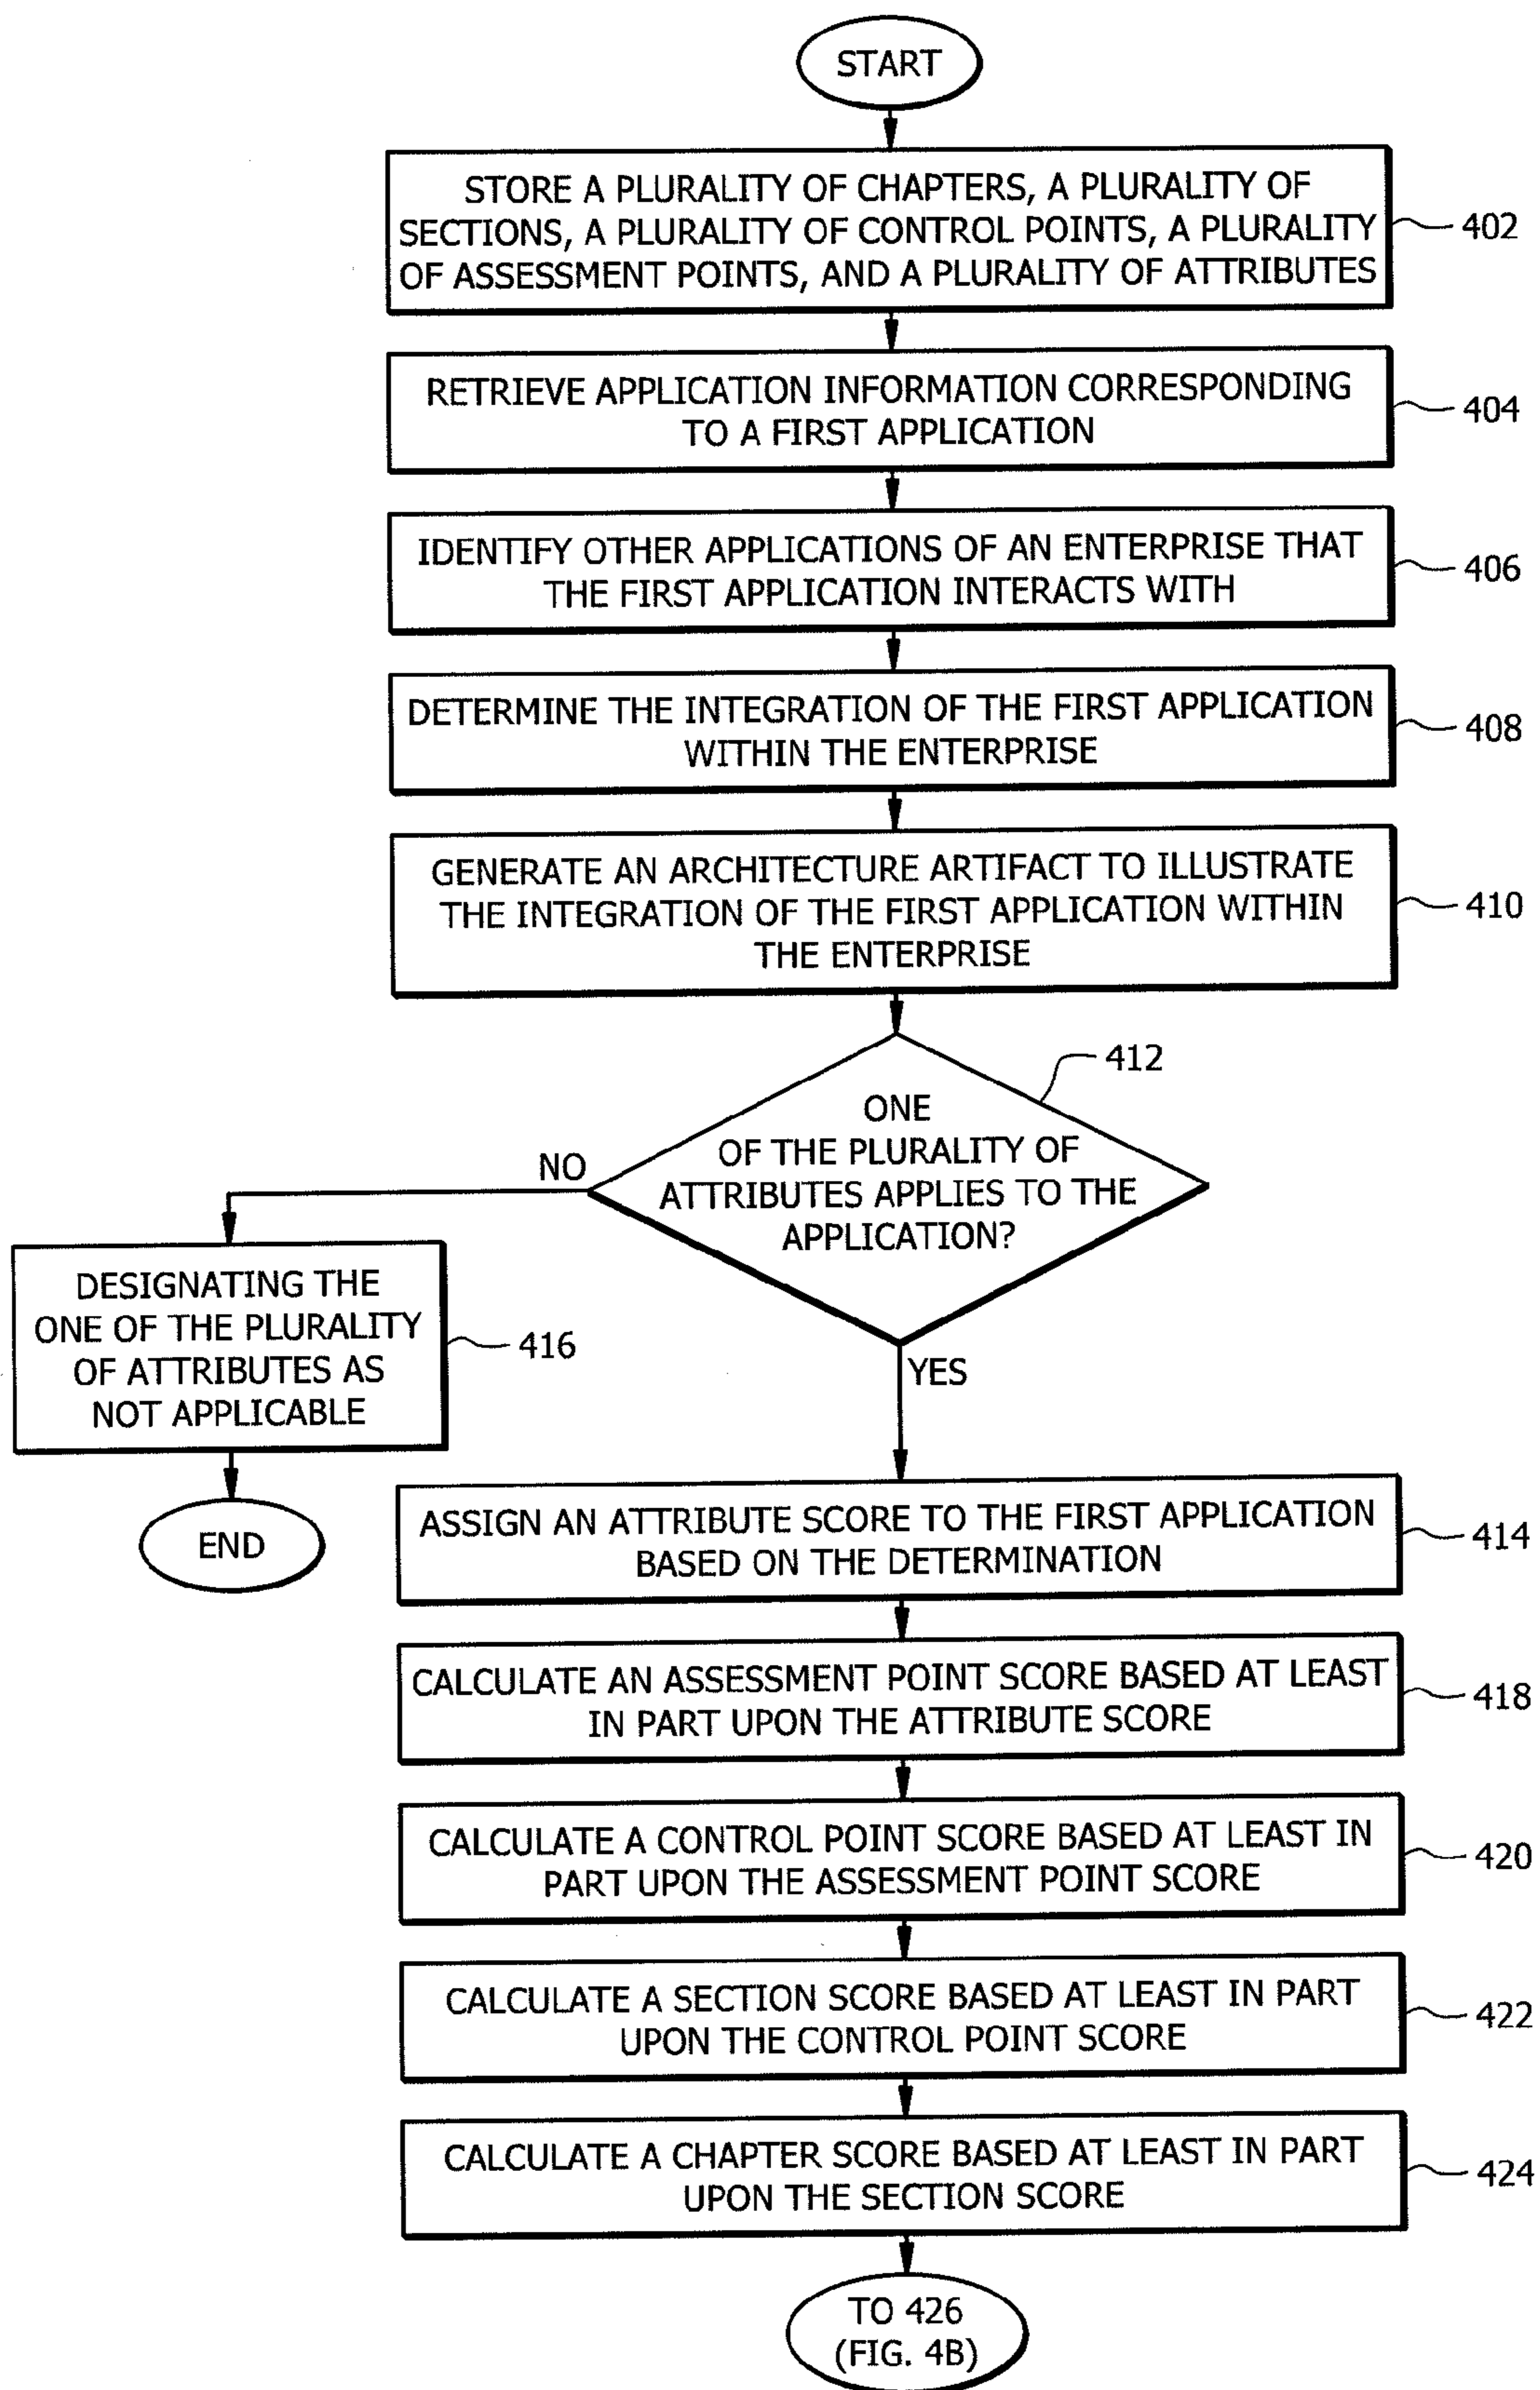 START
STORE A PLURALITY OF CHAPTERS, A PLURALITY OF
SECTIONS, A PLURALITY OF CONTROL POINTS, A PLURALITY
OF ASSESSMENT POINTS, AND A PLURALITY OF ATTRIBUTES
402
RETRIEVE APPLICATION INFORMATION CORRESPONDING
TO A FIRST APPLICATION
404
IDENTIFY OTHER APPLICATIONS OF AN ENTERPRISE THAT
THE FIRST APPLICATION INTERACTS WITH
406
DETERMINE THE INTEGRATION OF THE FIRST APPLICATION
WITHIN THE ENTERPRISE
408
GENERATE AN ARCHITECTURE ARTIFACT TO ILLUSTRATE
THE INTEGRATION OF THE FIRST APPLICATION WITHIN
THE ENTERPRISE
410
412
ONE
OF THE PLURALITY OF
ATTRIBUTES APPLIES TO THE
APPLICATION?
NO
DESIGNATING THE
ONE OF THE PLURALITY
OF ATTRIBUTES AS
NOT APPLICABLE
416
END
YES
ASSIGN AN ATTRIBUTE SCORE TO THE FIRST APPLICATION
BASED ON THE DETERMINATION
414
CALCULATE AN ASSESSMENT POINT SCORE BASED AT LEAST
IN PART UPON THE ATTRIBUTE SCORE
418
CALCULATE A CONTROL POINT SCORE BASED AT LEAST IN
PART UPON THE ASSESSMENT POINT SCORE
420
CALCULATE A SECTION SCORE BASED AT LEAST IN PART
UPON THE CONTROL POINT SCORE
422
CALCULATE A CHAPTER SCORE BASED AT LEAST IN PART
UPON THE SECTION SCORE
424
TO 426
(FIG. 4B)